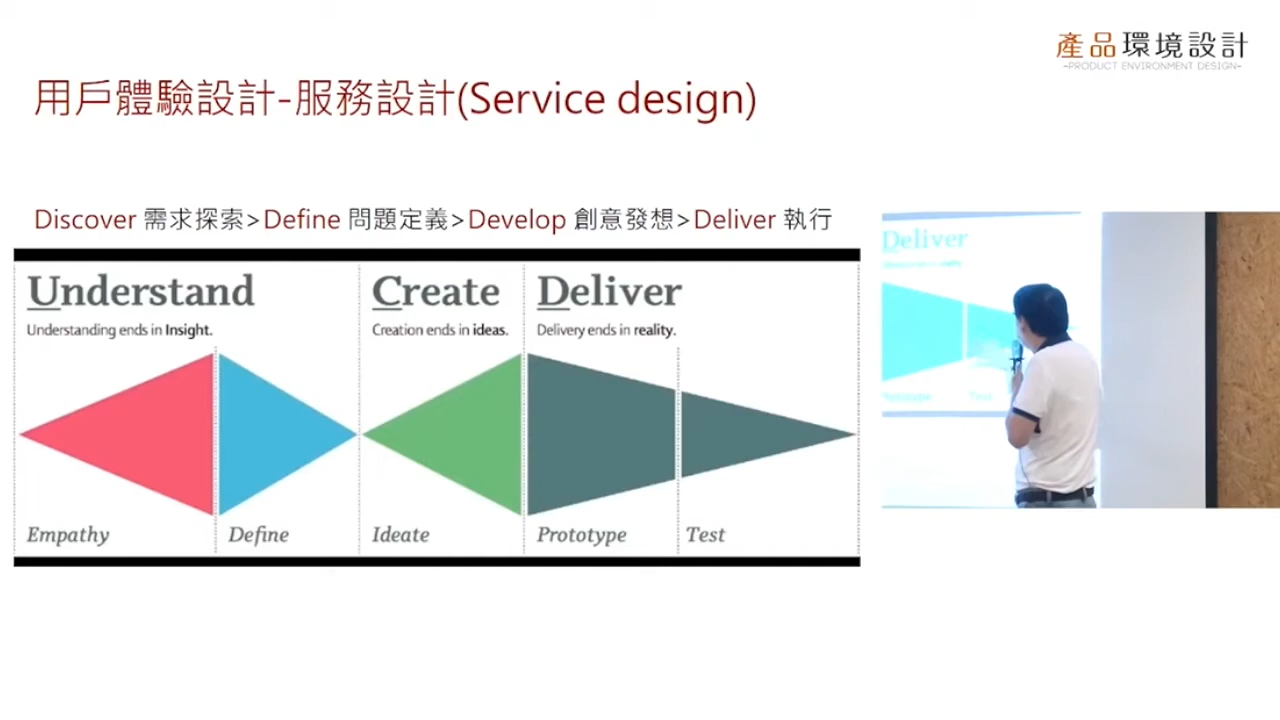 產品環境設計
-PRODUCT ENVIRONMENT DESIGN-
用戶體驗設計-服務設計(Service design)
Discover 需求探索>Define 問題定義>Develop 創意發想>Deliver 執行
Understand
Understanding ends in Insight.
Create
Creation ends in ideas.
Deliver
Delivery ends in reality.
Empathy
Define
Ideate
Prototype
Test
Deliver
Prototype
Test